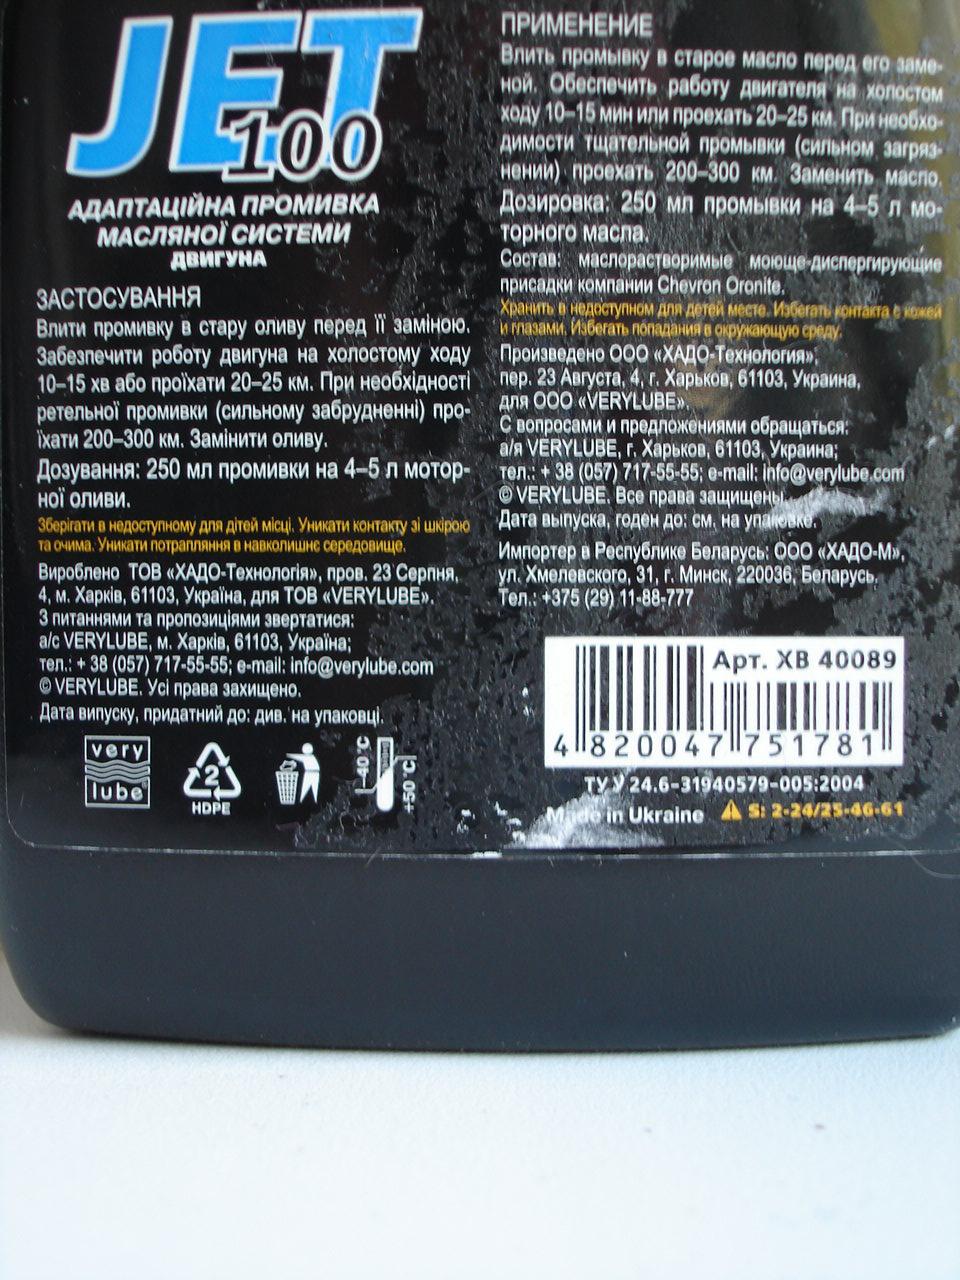 JET
100
АДАПТАЦІЙНА ПРОМИВКА
МАСЛЯНОЇ СИСТЕМИ
ДВИГУНА
ЗАСТОСУВАННЯ
Влити промивку в стару оливу перед її заміною.
Забезпечити роботу двигуна на холостому ходу
10–15 хв або проїхати 20–25 км. При необхідності
ретельної промивки (сильному забрудненні) про-
їхати 200–300 км. Замінити оливу.
Дозування: 250 мл промивки на 4–5 л мотор-
ної оливи.
Зберігати в недоступному для дітей місці. Уникати контакту зі шкірою
та очима. Уникати потрапляння в навколишнє середовище.
Вироблено ТОВ «ХАДО-Технологія», пров. 23 Серпня,
4, м. Харків, 61103, Україна, для ТОВ «VERYLUBE».
З питаннями та пропозиціями звертатися:
а/с VERYLUBE, м. Харків, 61103, Україна;
тел.: + 38 (057) 717-55-55; e-mail: info@verylube.com
© VERYLUBE. Усі права захищено.
Дата випуску, придатний до: див. на упаковці.
very
lube
2
HDPE
-40 °C
+50 °C
ПРИМЕНЕНИЕ
Влить промывку в старое масло перед его заме-
ной. Обеспечить работу двигателя на холостом
ходу 10–15 мин или проехать 20–25 км. При необхо-
димости тщательной промывки (сильном загряз-
нении) проехать 200–300 км. Заменить масло.
Дозировка: 250 мл промывки на 4–5 л мо-
торного масла.
Состав: маслорастворимые моюще-диспергирующие
присадки компании Chevron Oronite.
Хранить в недоступном для детей месте. Избегать контакта с кожей
и глазами. Избегать попадания в окружающую среду.
Произведено ООО «ХАДО-Технология»,
пер. 23 Августа, 4, г. Харьков, 61103, Украина,
для ООО «VERYLUBE».
С вопросами и предложениями обращаться:
а/я VERYLUBE, г. Харьков, 61103, Украина;
тел.: + 38 (057) 717-55-55; e-mail: info@verylube.com
© VERYLUBE. Все права защищены.
Дата выпуска, годен до: см. на упаковке.
Импортер в Республике Беларусь: ООО «ХАДО-М»,
ул. Хмелевского, 31, г. Минск, 220036, Беларусь.
Тел.: +375 (29) 11-88-777
Арт. ХВ 40089
4 820047 751781
ТУ У 24.6-31940579-005:2004
Made in Ukraine S: 2-24/25-46-61